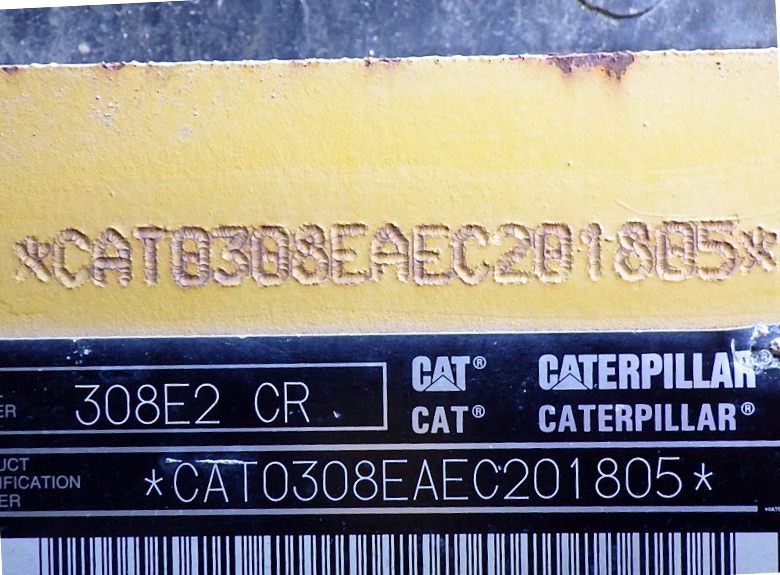 *CAT0308EAEC201805*
308E2 CR
CAT® CATERPILLAR
CAT® CATERPILLAR®
*CAT0308EAEC201805*